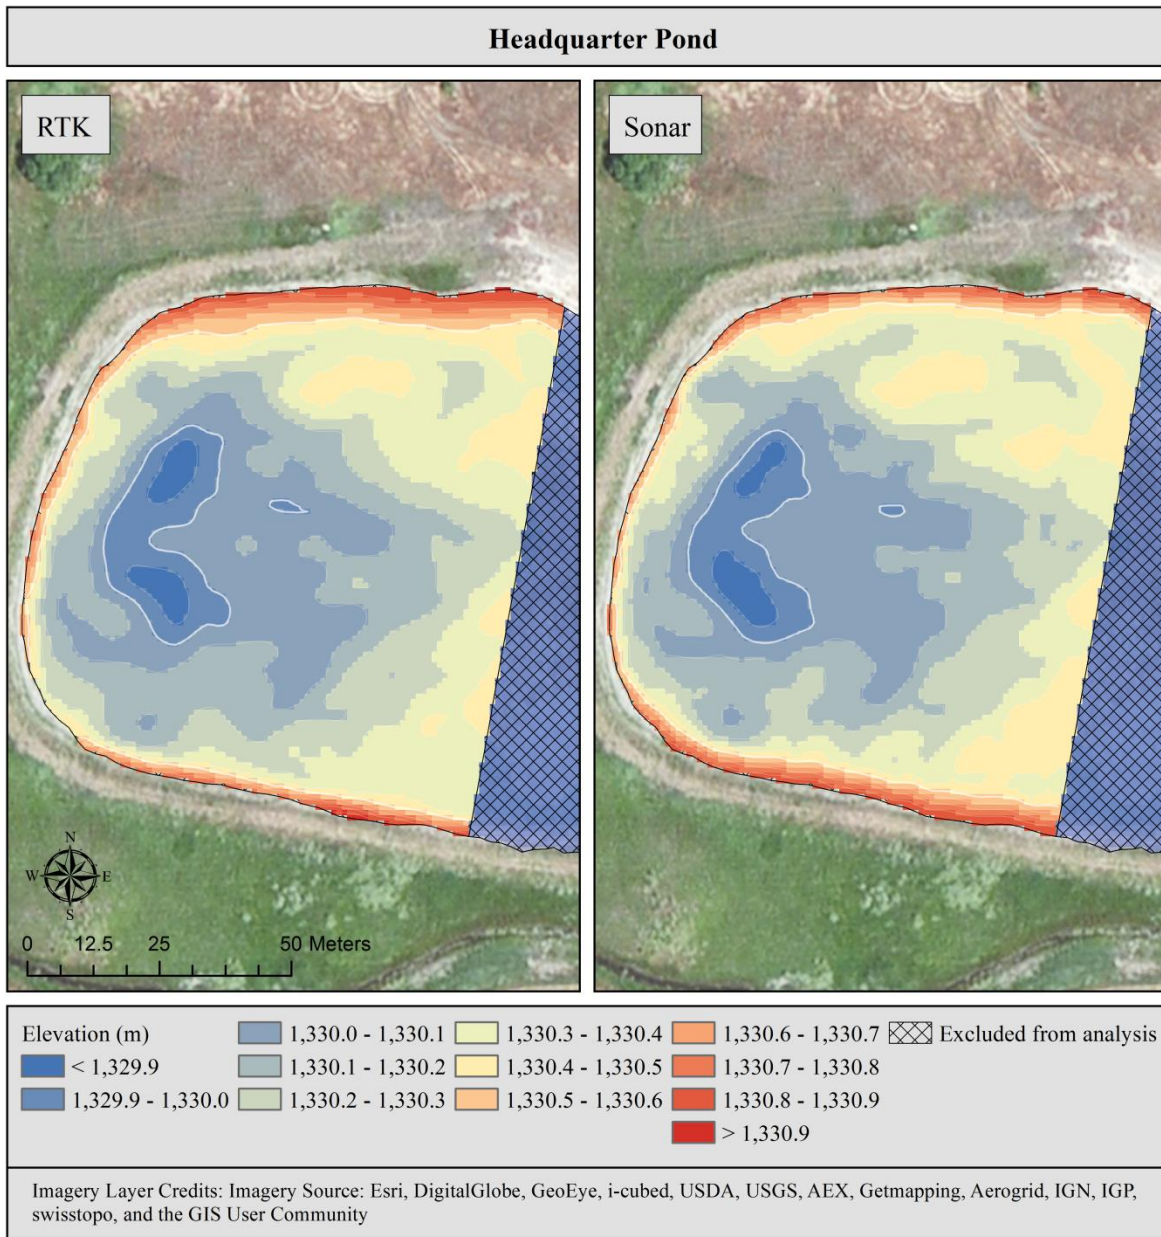 Headquarter Pond
RTK
Sonar
N
W E
S
0 12.5 25 50 Meters
Elevation (m)
< 1,329.9
1,329.9 - 1,330.0
1,330.0 - 1,330.1
1,330.1 - 1,330.2
1,330.2 - 1,330.3
1,330.3 - 1,330.4
1,330.4 - 1,330.5
1,330.5 - 1,330.6
1,330.6 - 1,330.7
1,330.7 - 1,330.8
1,330.8 - 1,330.9
> 1,330.9
Excluded from analysis
Imagery Layer Credits: Imagery Source: Esri, DigitalGlobe, GeoEye, i-cubed, USDA, USGS, AEX, Getmapping, Aerogrid, IGN, IGP,
swisstopo, and the GIS User Community